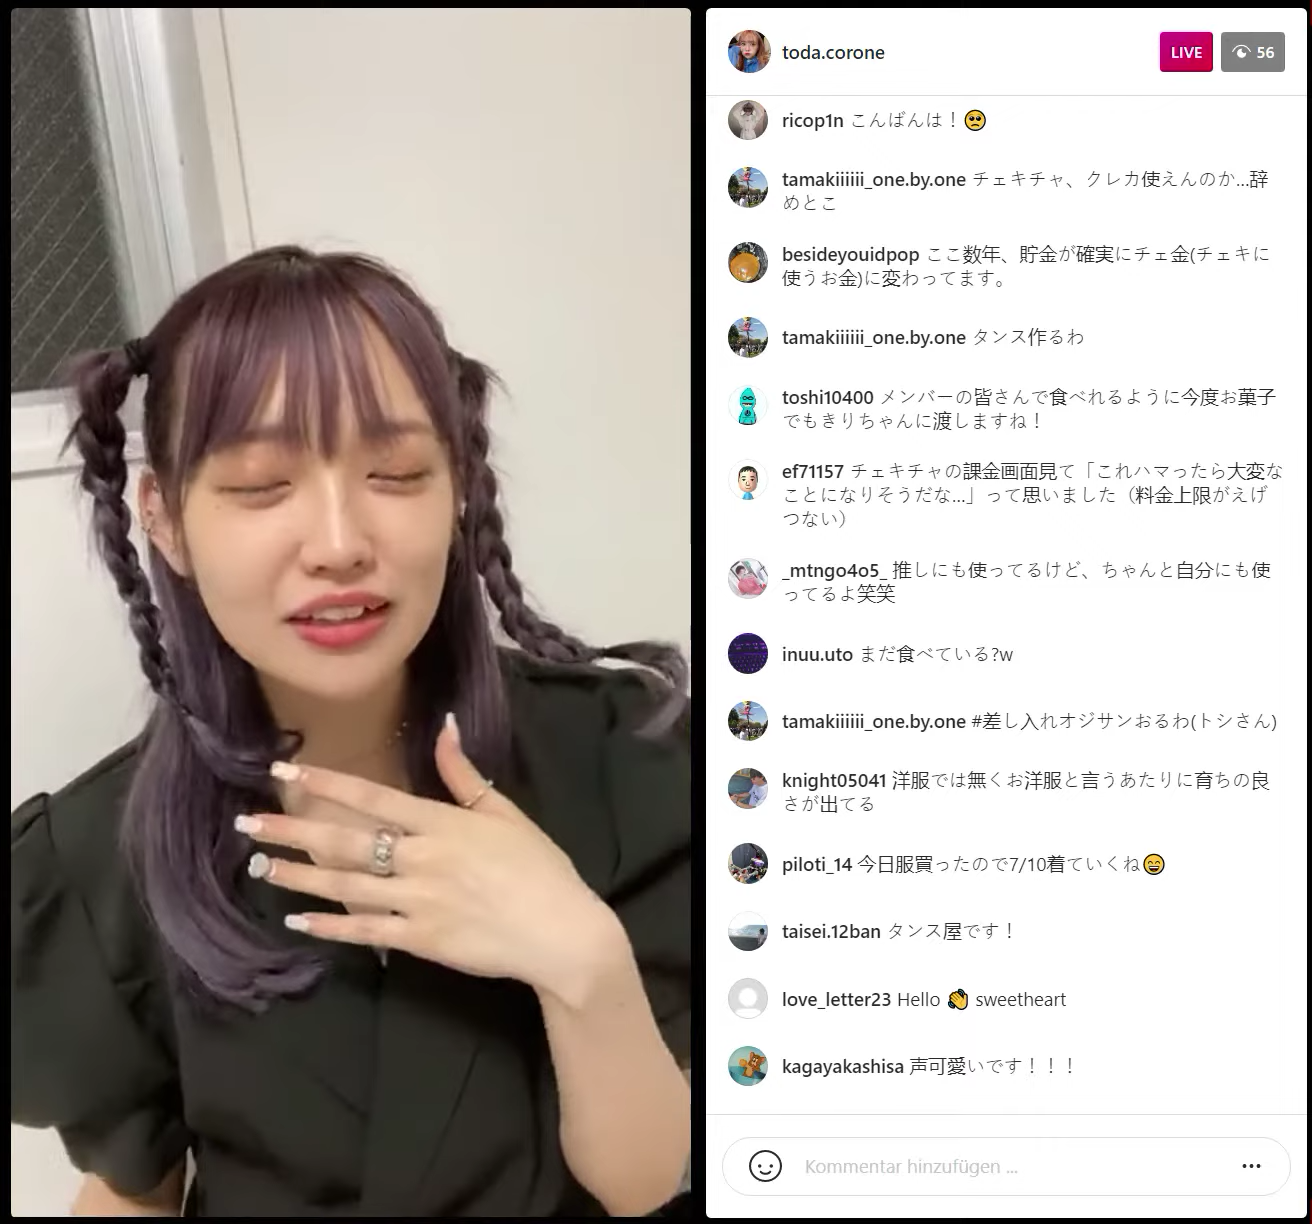 toda.corone
LIVE
56
ricop1n こんばんは！🥺
tamakiiiiii_one.by.one チェキチャ、クレカ使えんのか...辞
めとこ
besideyouidpop ここ数年、貯金が確実にチェ金(チェキに
使うお金)に変わってます。
tamakiiiiii_one.by.one タンス作るわ
toshi10400 メンバーの皆さんで食べれるように今度お菓子
でもきりちゃんに渡しますね！
ef71157 チェキチャの課金画面見て「これハマったら大変な
ことになりそうだな...」って思いました（料金上限がえげ
つない）
_mtngo4o5_ 推しにも使ってるけど、ちゃんと自分にも使
ってるよ笑笑
inuu.uto まだ食べている?w
tamakiiiiii_one.by.one #差し入れオジサンおるわ(トシさん)
knight05041 洋服では無くお洋服と言うあたりに育ちの良
さが出てる
piloti_14 今日服買ったので7/10着ていくね😄
taisei.12ban タンス屋です！
love_letter23 Hello 👋 sweetheart
kagayakashisa 声可愛いです！！！
Kommentar hinzufügen ...